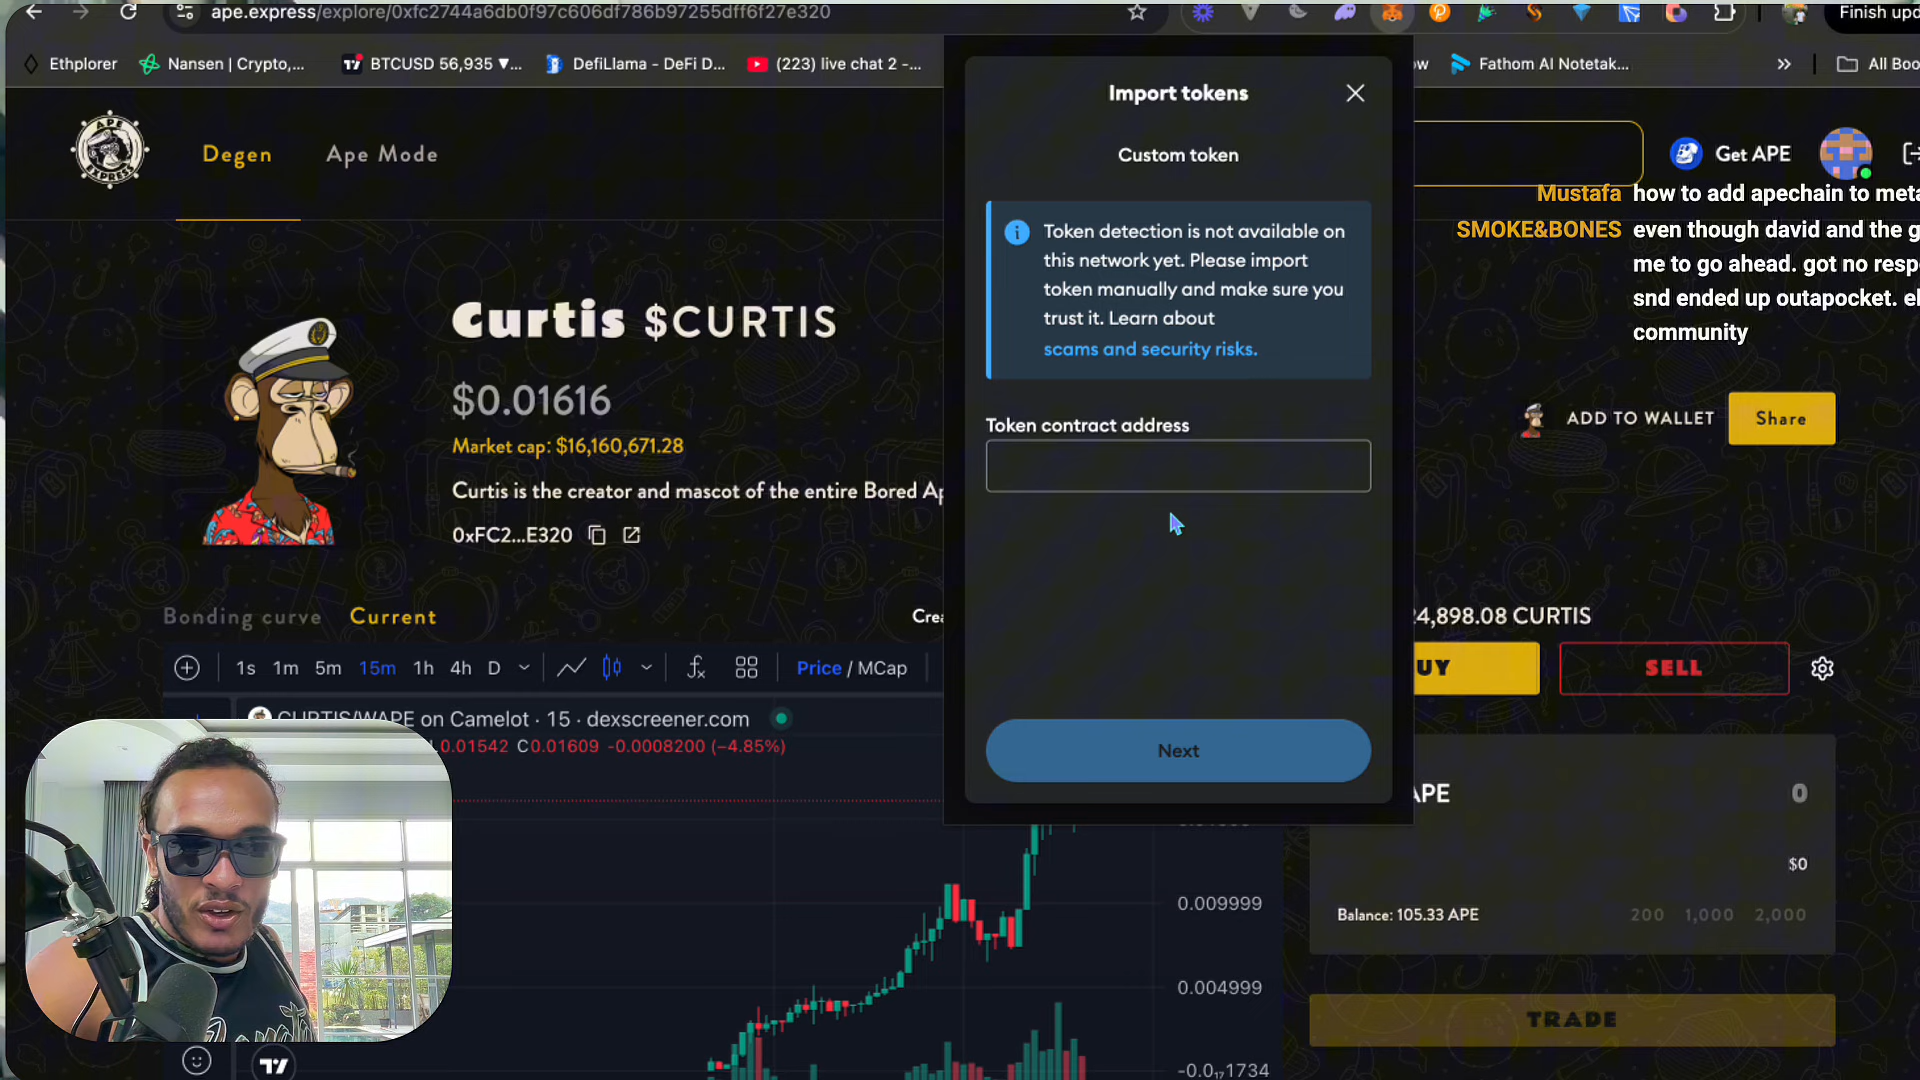 ape.express/explore/0xfc2744a6db0f97c606df786b97255dff6f27e320
Finish upd
Ethplorer
Nansen | Crypto,...
BTCUSD 56,935 ▼...
DefiLlama - DeFi D...
(223) live chat 2 -...
Fathom AI Notetak...
»
All Boo
APE
EXPRESS
Degen
Ape Mode
Get APE
Import tokens
Custom token
Token detection is not available on
this network yet. Please import
token manually and make sure you
trust it. Learn about
scams and security risks.
Token contract address
Next
Mustafa how to add apechain to meta
SMOKE&BONES even though david and the g
me to go ahead. got no resp
snd ended up outapocket. el
community
Curtis $CURTIS
$0.01616
Market cap: $16,160,671.28
Curtis is the creator and mascot of the entire Bored Ap
0xFC2...E320
ADD TO WALLET
Share
Bonding curve
Current
Crea
4,898.08 CURTIS
1s 1m 5m 15m 1h 4h D
Price / MCap
UY
SELL
CURTIS/WAPE on Camelot · 15 · dexscreener.com
0.01542 C0.01609 -0.0008200 (-4.85%)
APE
0
$0
Balance: 105.33 APE
200 1,000 2,000
TRADE
0.009999
0.004999
-0.0₁₇1734